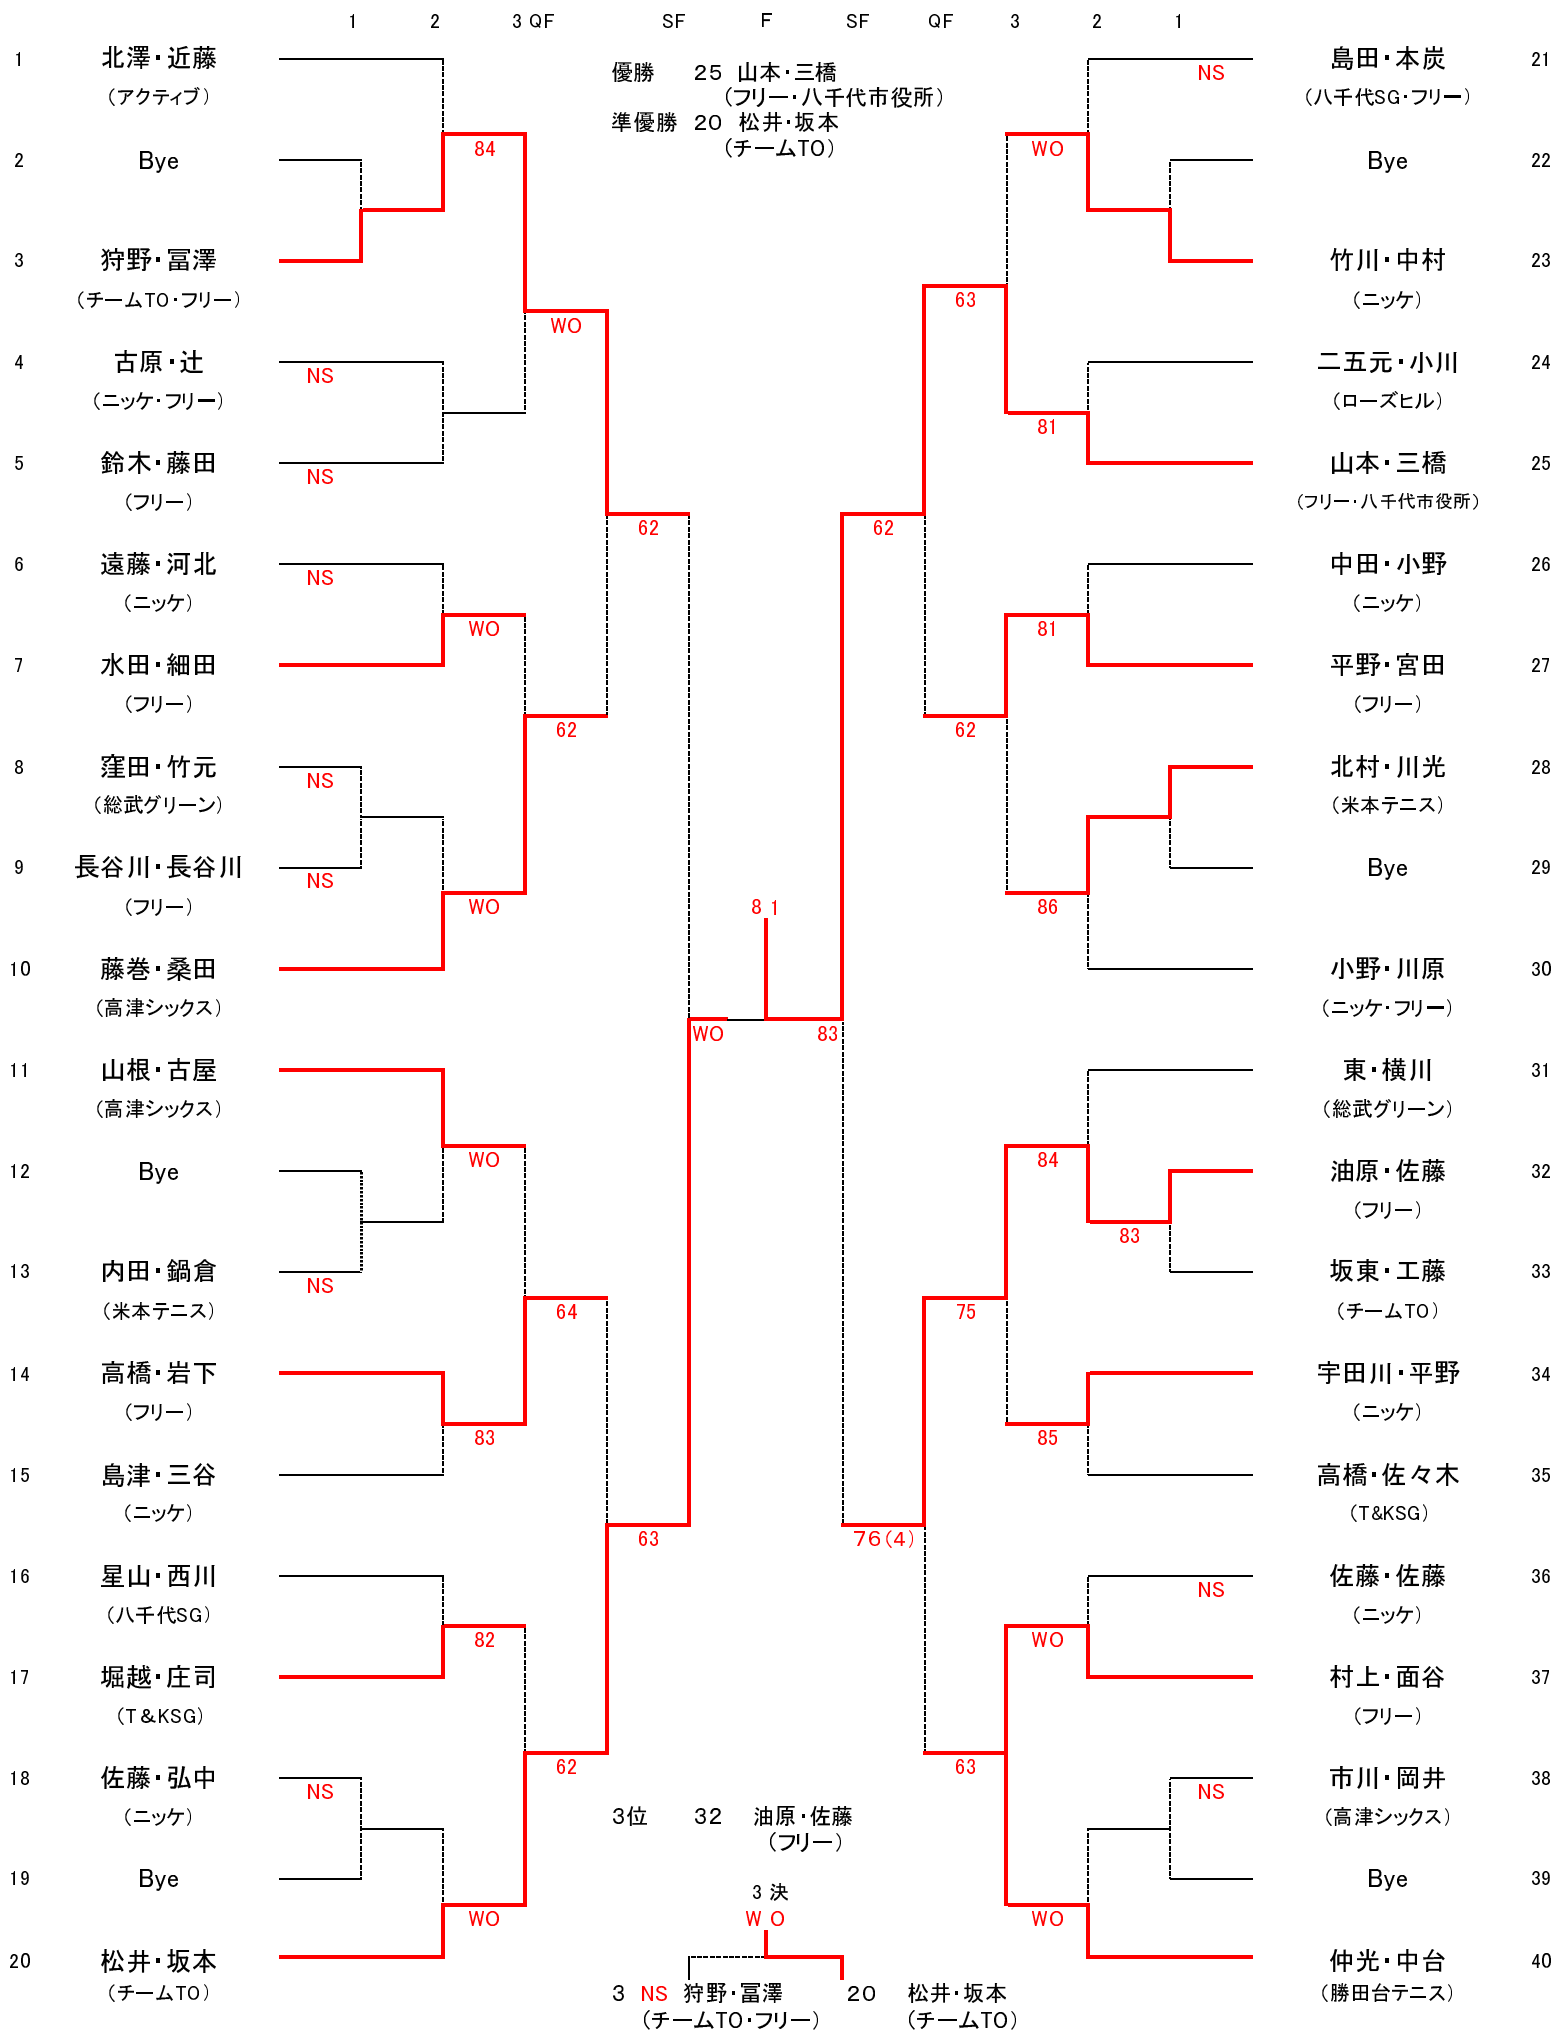 1 2 3 QF SF F SF QF 3 2 1
優勝 25 山本・三橋
(フリー・八千代市役所)
準優勝 20 松井・坂本
(チームTO)
1 北澤・近藤
(アクティブ)
2 Bye
84
3 狩野・冨澤
(チームTO・フリー)
WO
4 古原・辻
NS
(ニッケ・フリー)
5 鈴木・藤田
NS
(フリー)
62
6 遠藤・河北
NS
(ニッケ)
WO
7 水田・細田
(フリー)
62
8 窪田・竹元
NS
(総武グリーン)
9 長谷川・長谷川
NS
(フリー)
WO
10 藤巻・桑田
(高津シックス)
WO
11 山根・古屋
(高津シックス)
WO
12 Bye
13 内田・鍋倉
NS
(米本テニス)
64
14 高橋・岩下
(フリー)
83
15 島津・三谷
(ニッケ)
63
16 星山・西川
(八千代SG)
82
17 堀越・庄司
(T&KSG)
62
18 佐藤・弘中
NS
(ニッケ)
19 Bye
WO
20 松井・坂本
(チームTO)
81
島田・本炭 21
NS
(八千代SG・フリー)
WO
Bye 22
竹川・中村 23
(ニッケ)
63
二五元・小川 24
(ローズヒル)
81
山本・三橋 25
(フリー・八千代市役所)
62
中田・小野 26
(ニッケ)
81
平野・宮田 27
(フリー)
62
北村・川光 28
(米本テニス)
Bye 29
86
小野・川原 30
(ニッケ・フリー)
83
東・横川 31
(総武グリーン)
84
油原・佐藤 32
(フリー)
83
坂東・工藤 33
(チームTO)
75
宇田川・平野 34
(ニッケ)
85
高橋・佐々木 35
(T&KSG)
76(4)
佐藤・佐藤 36
NS
(ニッケ)
WO
村上・面谷 37
(フリー)
63
市川・岡井 38
NS
(高津シックス)
Bye 39
WO
仲光・中台 40
(勝田台テニス)
3位 32 油原・佐藤
(フリー)
3決
WO
3 NS 狩野・冨澤 20 松井・坂本
(チームTO・フリー) (チームTO)